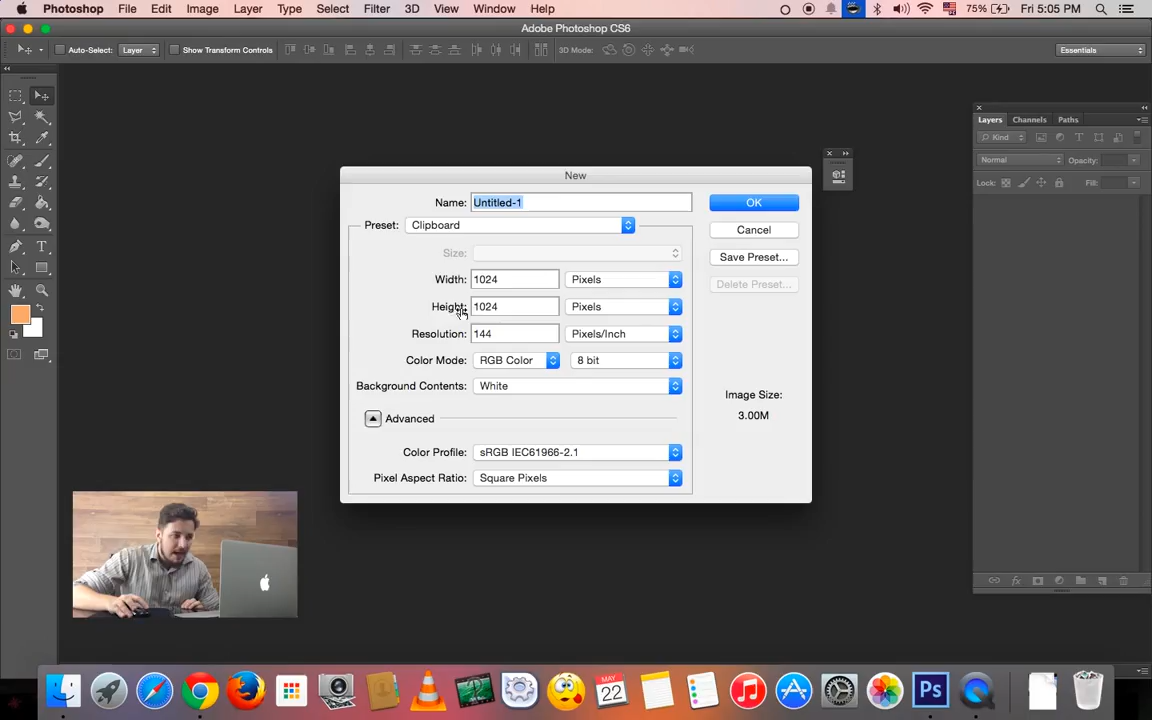 Photoshop File Edit Image Layer Type Select Filter 3D View Window Help 75% Fri 5:05 PM
Adobe Photoshop CS6
Auto-Select: Layer Show Transform Controls 3D Mode: Essentials
Layers Channels Paths
Kind
Normal Opacity:
Lock: Fill:
New
Name: Untitled-1 OK
Preset: Clipboard Cancel
Size: Save Preset...
Width: 1024 Pixels Delete Preset...
Height: 1024 Pixels
Resolution: 144 Pixels/Inch
Color Mode: RGB Color 8 bit
Background Contents: White
Image Size:
3.00M
Advanced
Color Profile: sRGB IEC61966-2.1
Pixel Aspect Ratio: Square Pixels
MAY
22
Ps